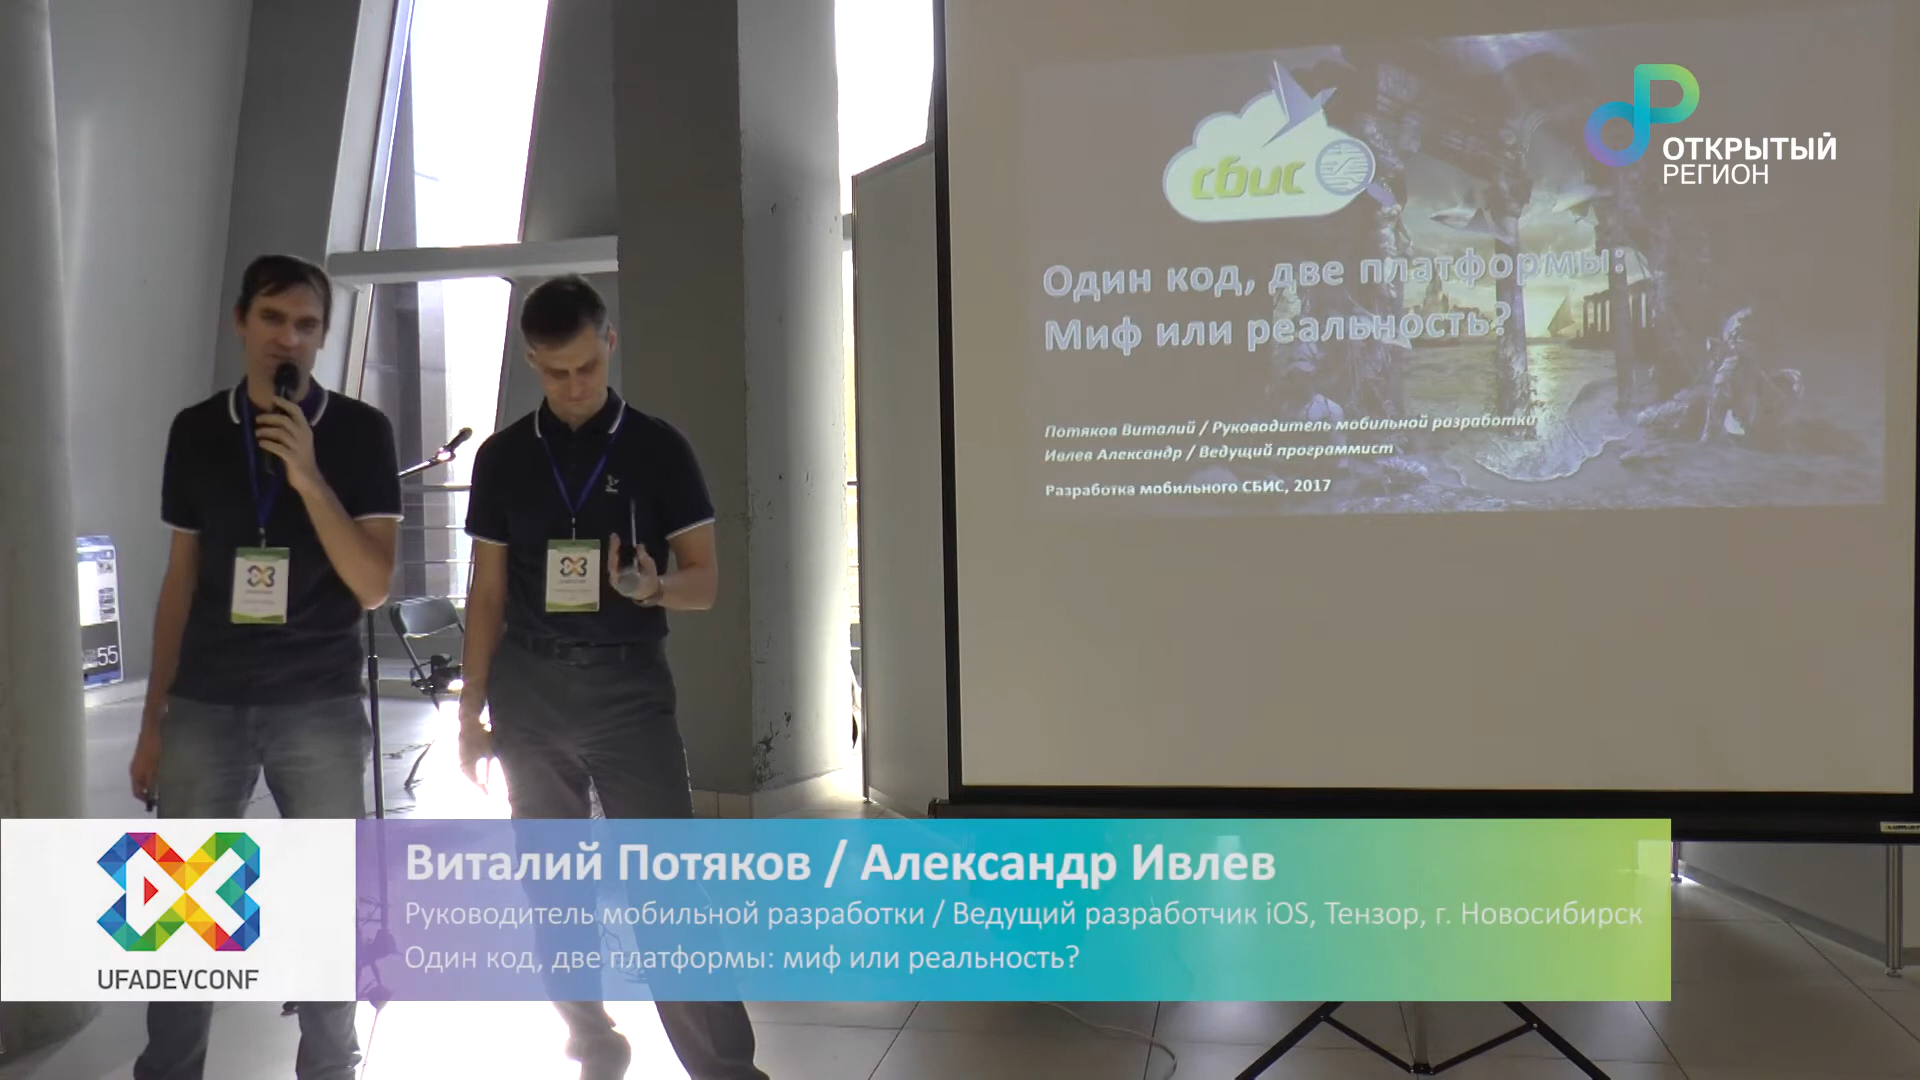 ОТКРЫТЫЙ
РЕГИОН
сбис
Один код, две платформы:
Миф или реальность?
Потяков Виталий / Руководитель мобильной разработки
Ивлев Александр / Ведущий программист
Разработка мобильного СБИС, 2017
55
UFADEVCONF
Виталий Потяков / Александр Ивлев
Руководитель мобильной разработки / Ведущий разработчик iOS, Тензор, г. Новосибирск
Один код, две платформы: миф или реальность?